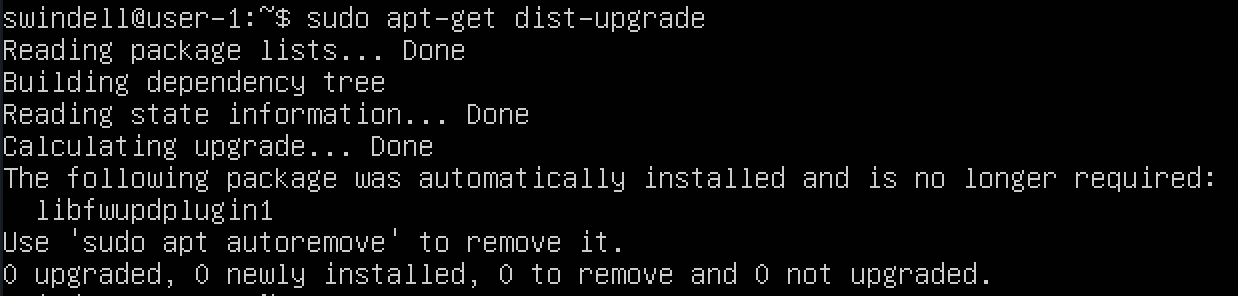 swindell@user-1:~$ sudo apt-get dist-upgrade
Reading package lists... Done
Building dependency tree
Reading state information... Done
Calculating upgrade... Done
The following package was automatically installed and is no longer required:
  libfwupdplugin1
Use 'sudo apt autoremove' to remove it.
0 upgraded, 0 newly installed, 0 to remove and 0 not upgraded.